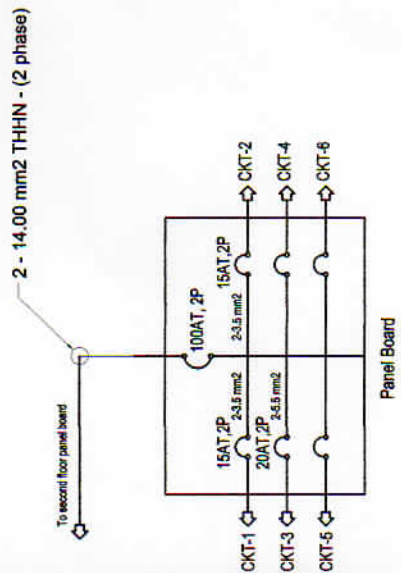 2 - 14.00 mm2 THHN - (2 phase)
To second floor panel board
100AT, 2P
15AT,2P
15AT,2P
2-3.5 mm2
2-3.5 mm2
CKT-1
CKT-2
20AT,2P
2-5.5 mm2
CKT-3
CKT-4
CKT-5
CKT-6
Panel Board